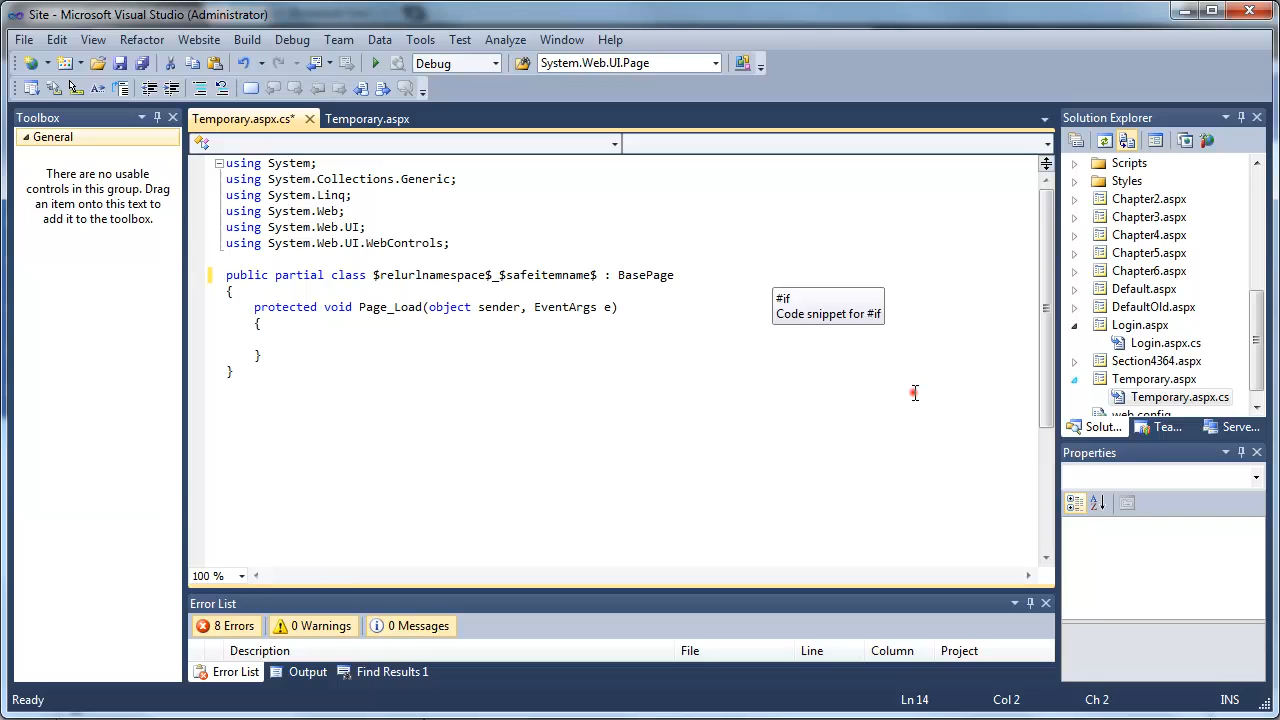 Site - Microsoft Visual Studio (Administrator)
File Edit View Refactor Website Build Debug Team Data Tools Test Analyze Window Help
Debug System.Web.UI.Page
Toolbox
General
There are no usable
controls in this group. Drag
an item onto this text to
add it to the toolbox.
Temporary.aspx.cs* Temporary.aspx
using System;
using System.Collections.Generic;
using System.Linq;
using System.Web;
using System.Web.UI;
using System.Web.UI.WebControls;
public partial class $relurlnamespace$_$safeitemname$ : BasePage
{
protected void Page_Load(object sender, EventArgs e)
{
}
}
#if
Code snippet for #if
100 %
Solution Explorer
Scripts
Styles
Chapter2.aspx
Chapter3.aspx
Chapter4.aspx
Chapter5.aspx
Chapter6.aspx
Default.aspx
DefaultOld.aspx
Login.aspx
Login.aspx.cs
Section4364.aspx
Temporary.aspx
Temporary.aspx.cs
web.config
Solut... Tea... Serve...
Properties
Error List
8 Errors 0 Warnings 0 Messages
Description File Line Column Project
Error List Output Find Results 1
Ready Ln 14 Col 2 Ch 2 INS